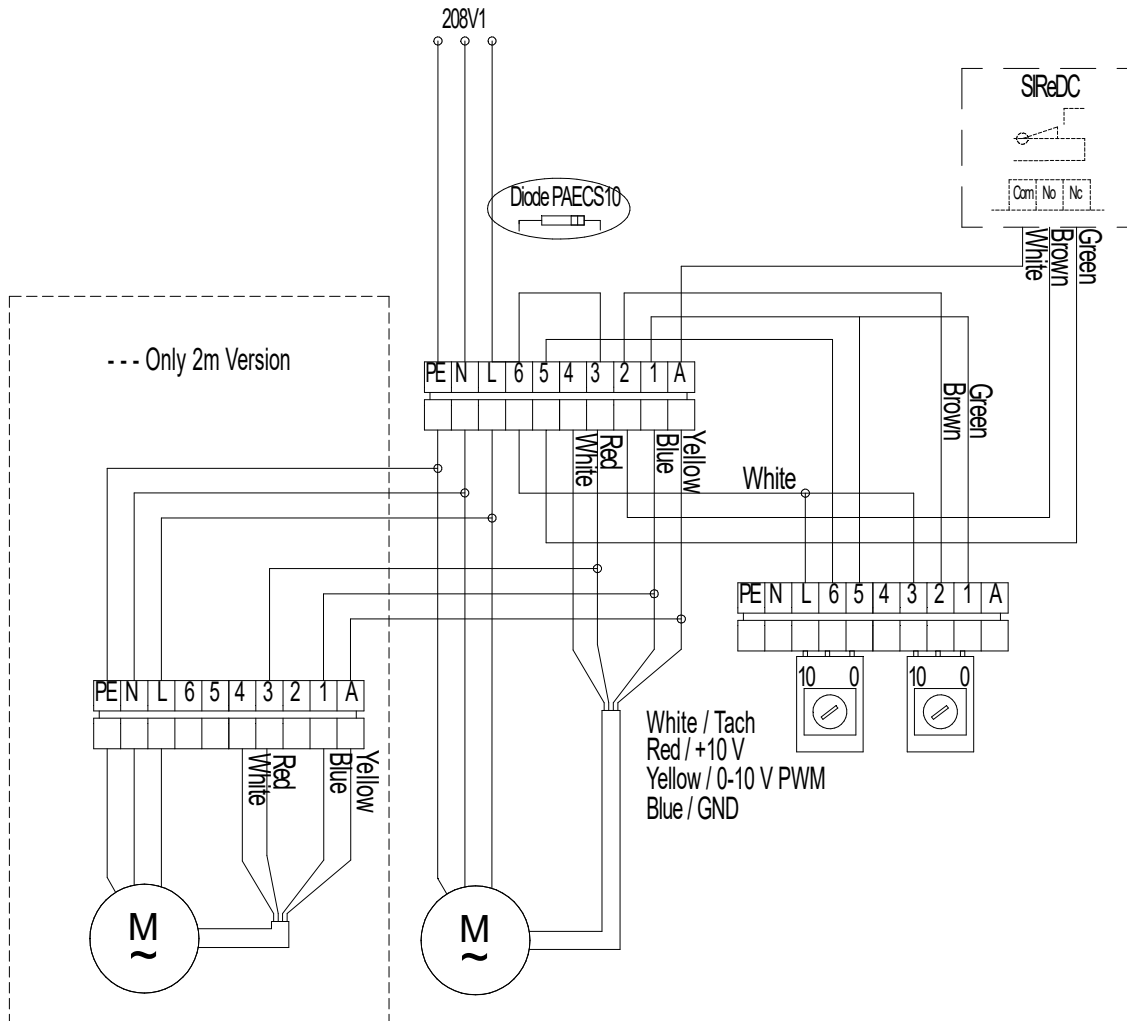 208V1
SIReDC
Com No Nc
White
Brown
Green
Diode PAECS10
- - - Only 2m Version
PE N L 6 5 4 3 2 1 A
White
Red
Blue
Yellow
Brown
Green
White
PE N L 6 5 4 3 2 1 A
10 0
10 0
PE N L 6 5 4 3 2 1 A
White
Red
Blue
Yellow
White / Tach
Red / +10 V
Yellow / 0-10 V PWM
Blue / GND
M
~
M
~